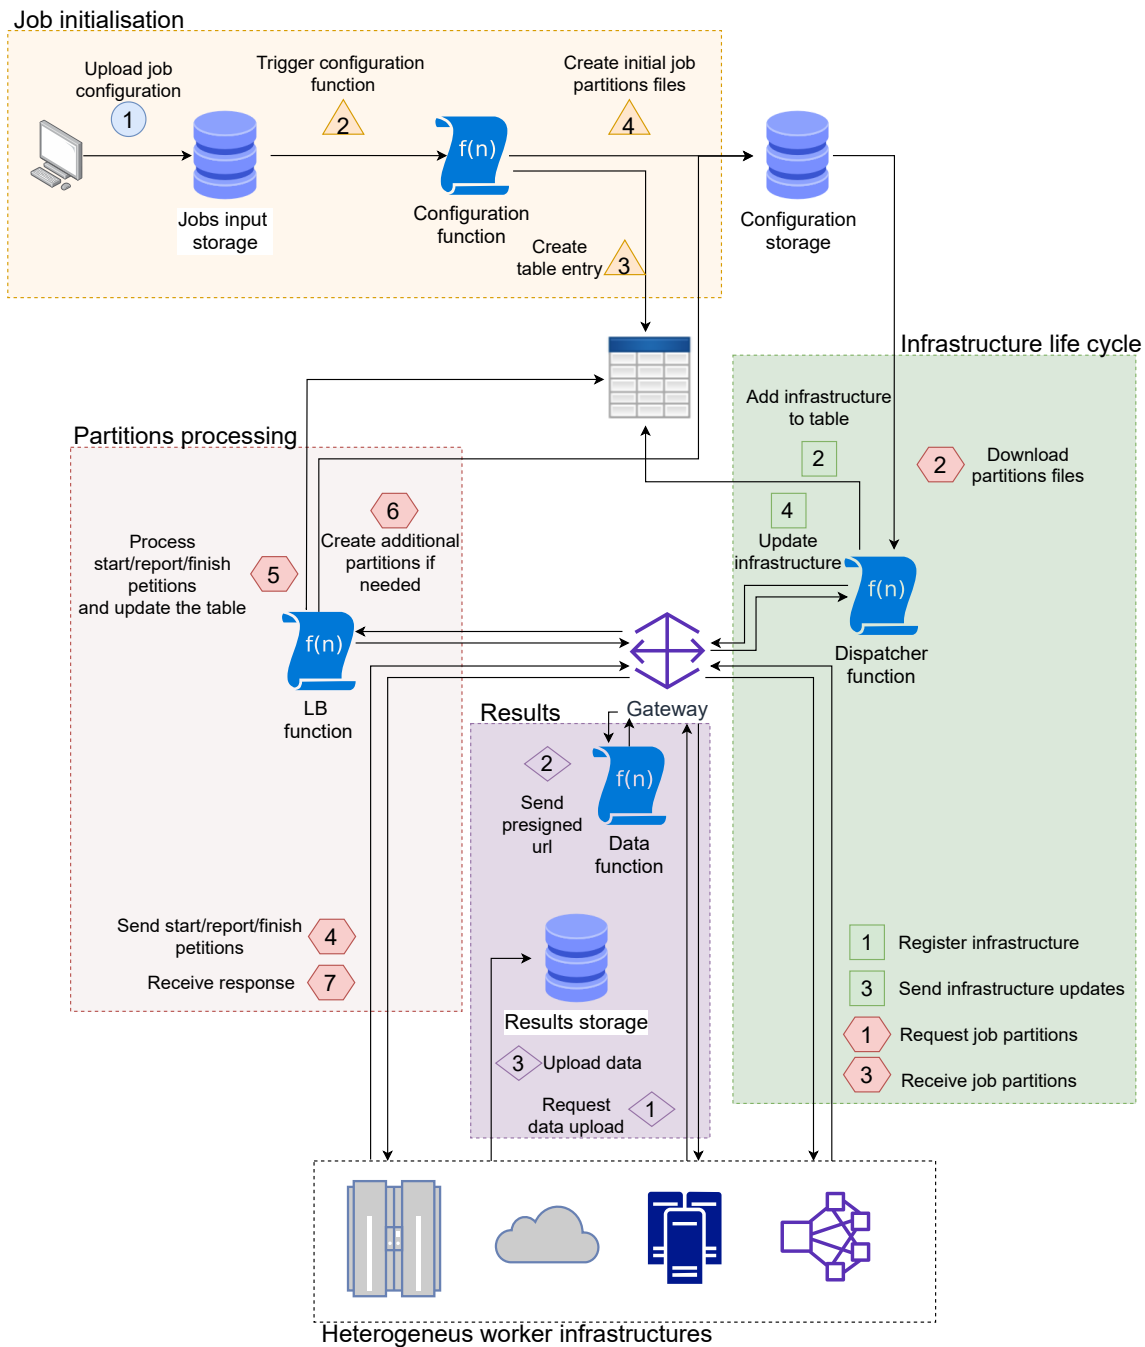 Job initialisation
Upload job
configuration
1
Trigger configuration
function
2
Create initial job
partitions files
4
f(n)
Jobs input
storage
Configuration
function
Configuration
storage
Create
table entry
3
Infrastructure life cycle
Add infrastructure
to table
2
2
Download
partitions files
4
Update
infrastructure
f(n)
Dispatcher
function
Partitions processing
6
Create additional
partitions if
needed
Process
start/report/finish
petitions
and update the table
5
f(n)
LB
function
Gateway
Results
2
Send
presigned
url
f(n)
Data
function
Send start/report/finish
petitions
4
Receive response
7
Results storage
3
Upload data
Request
data upload
1
1
Register infrastructure
3
Send infrastructure updates
1
Request job partitions
3
Receive job partitions
Heterogeneus worker infrastructures